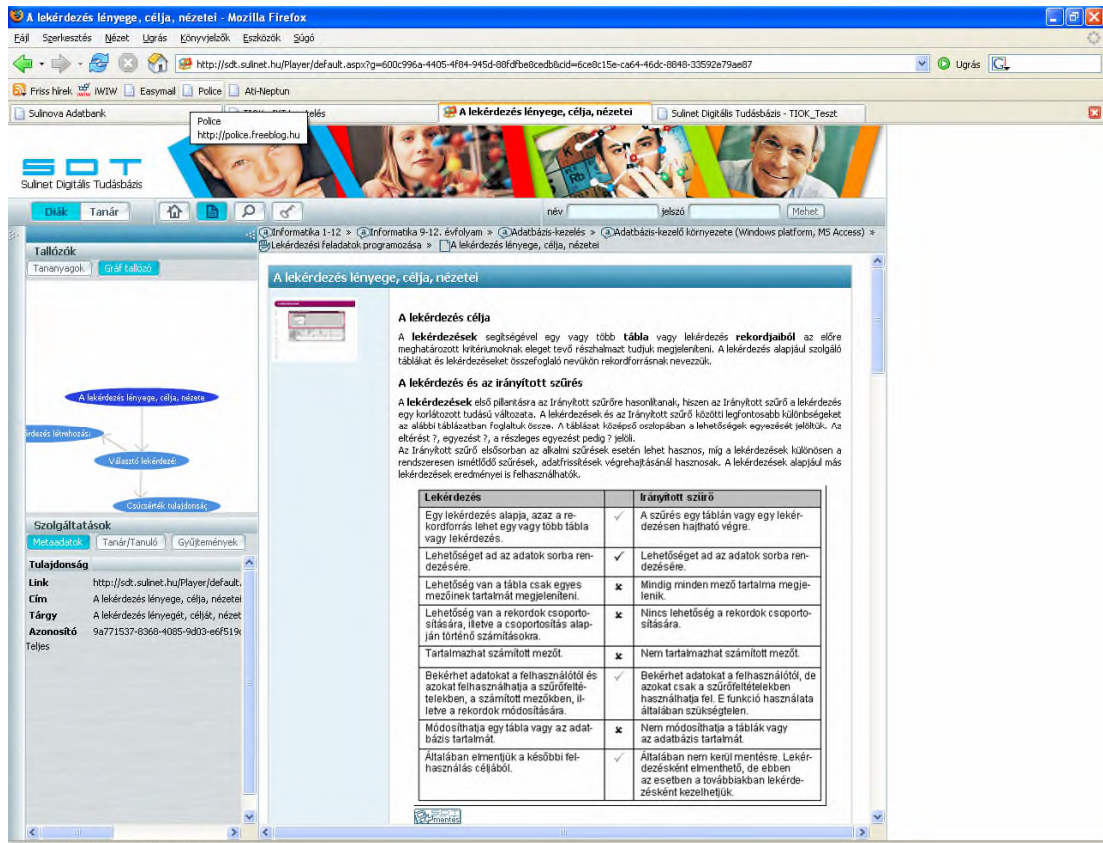 A lekérdezés lényege, célja, nézetei - Mozilla Firefox
Fájl Szerkesztés Nézet Ugrás Könyvjelzők Eszközök Súgó
http://sdt.sulinet.hu/Player/default.aspx?g=600c996a-4405-4f84-945d-88fdfbe8cedb&cid=6ce8c15e-ca64-46dc-8848-33592e79ae87
Ugrás
Friss hírek iWiW Easymail Police Ati-Neptun
Sulinova Adatbank
A lekérdezés lényege, célja, nézetei
Sulinet Digitális Tudásbázis - TIOK_Teszt
Police
http://police.freeblog.hu
SDT
Sulinet Digitális Tudásbázis
Diák Tanár
név jelszó Mehet
Informatika 1-12 » Informatika 9-12. évfolyam » Adatbázis-kezelés » Adatbázis-kezelő környezete (Windows platform, MS Access) »
Lekérdezési feladatok programozása » A lekérdezés lényege, célja, nézetei
Tallózók
Tananyagok Gráf tallózó
A lekérdezés lényege, célja, nézete
rdezés létrehozás
Választó lekérdezé:
Csúcsérték tulajdonság
Szolgáltatások
Metaadatok Tanár/Tanuló Gyűjtemények
Tulajdonság
Link http://sdt.sulinet.hu/Player/default.
Cím A lekérdezés lényege, célja, nézetei
Tárgy A lekérdezés lényegét, célját, nézet
Azonosító 9a771537-8368-4085-9d03-e6f519c
Teljes
A lekérdezés lényege, célja, nézetei
A lekérdezés célja
A lekérdezések segítségével egy vagy több tábla vagy lekérdezés rekordjaiból az előre
meghatározott kritériumoknak eleget tevő részhalmazt tudjuk megjeleníteni. A lekérdezés alapjául szolgáló
táblákat és lekérdezéseket összefoglaló nevükön rekordforrásnak nevezzük.
A lekérdezés és az irányított szűrés
A lekérdezések első pillantásra az Irányított szűrőre hasonlítanak, hiszen az Irányított szűrő a lekérdezés
egy korlátozott tudású változata. A lekérdezések és az Irányított szűrő közötti legfontosabb különbségeket
az alábbi táblázatban foglaltuk össze. A táblázat középső oszlopában a lehetőségek egyezését jelöltük. Az
eltérést ?, egyezést ?, a részleges egyezést pedig ? jelöli.
Az Irányított szűrő elsősorban az alkalmi szűrések esetén lehet hasznos, míg a lekérdezések különösen a
rendszeresen ismétlődő szűrések, adatfrissítések végrehajtásánál hasznosak. A lekérdezések alapjául más
lekérdezések eredményei is felhasználhatók.
Lekérdezés Irányított szűrő
Egy lekérdezés alapja, azaz a re-
kordforrás lehet egy vagy több tábla
vagy lekérdezés.
✓
A szűrés egy táblán vagy egy lekér-
dezésen hajtható végre.
Lehetőséget ad az adatok sorba ren-
dezésére.
✓
Lehetőséget ad az adatok sorba ren-
dezésére.
Lehetőség van a tábla csak egyes
mezőinek tartalmát megjeleníteni.
×
Mindig minden mező tartalma megje-
lenik.
Lehetőség van a rekordok csoporto-
sítására, illetve a csoportosítás alap-
ján történő számításokra.
×
Nincs lehetőség a rekordok csoporto-
sítására.
Tartalmazhat számított mezőt.
×
Nem tartalmazhat számított mezőt.
Bekérhet adatokat a felhasználótól és
azokat felhasználhatja a szűrőfelté-
telekben, a számított mezőkben, il-
letve a rekordok módosítására.
✓
Bekérhet adatokat a felhasználótól, de
azokat csak a szűrőfeltételekben
használhatja fel. E funkció használata
általában szükségtelen.
Módosíthatja egy tábla vagy az adat-
bázis tartalmát.
×
Nem módosíthatja a táblák vagy
az adatbázis tartalmát.
Általában elmentjük a későbbi fel-
használás céljából.
✓
Általában nem kerül mentésre. Lekér-
dezésként elmenthető, de ebben
az esetben a továbbiakban lekérde-
zésként kezelhetjük.
mentés